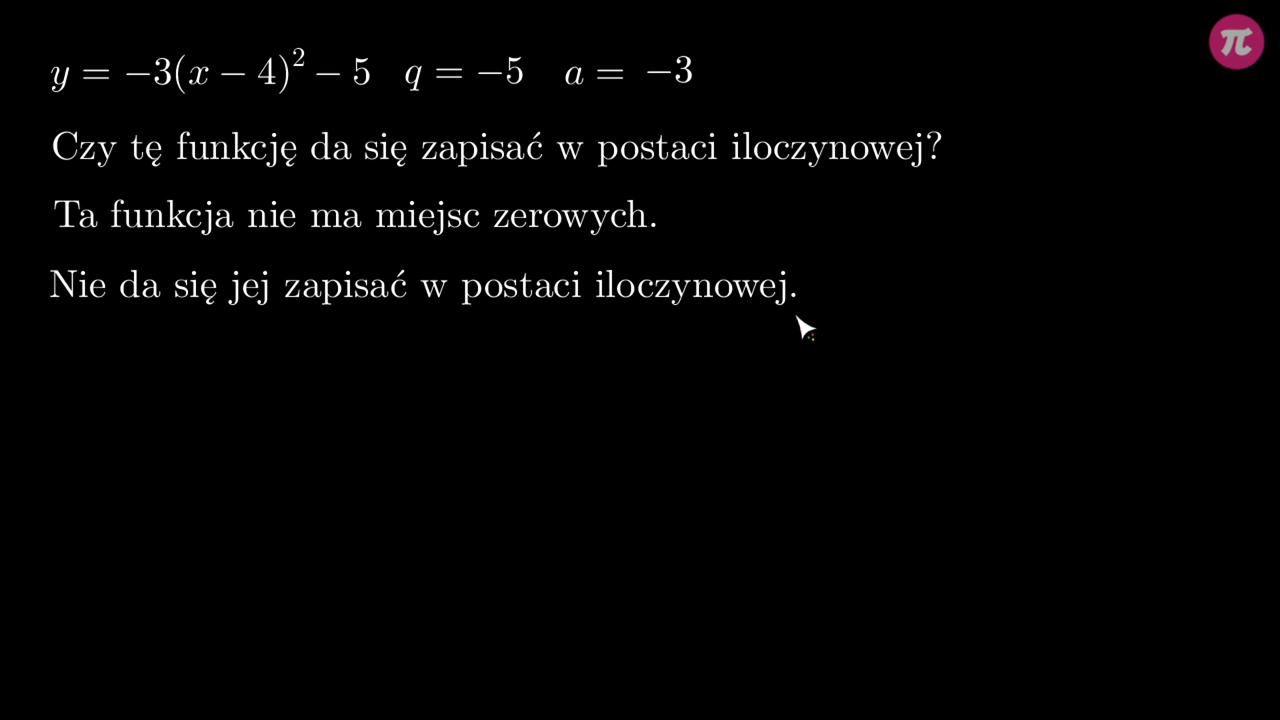 y = −3(x − 4)² − 5 q = −5 a = −3
Czy tę funkcję da się zapisać w postaci iloczynowej?
Ta funkcja nie ma miejsc zerowych.
Nie da się jej zapisać w postaci iloczynowej.
π